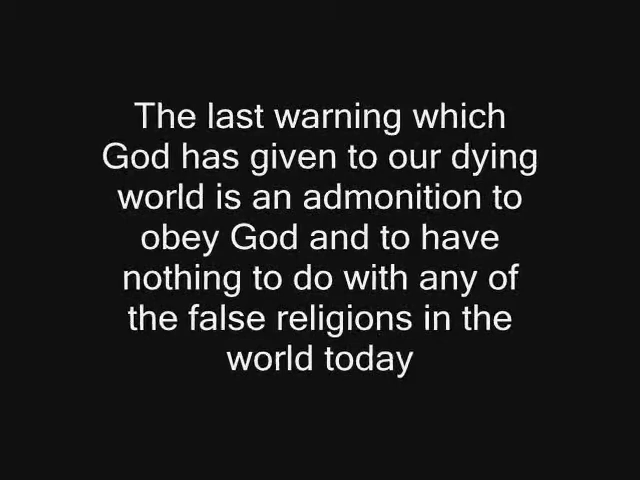 The last warning which
God has given to our dying
world is an admonition to
obey God and to have
nothing to do with any of
the false religions in the
world today